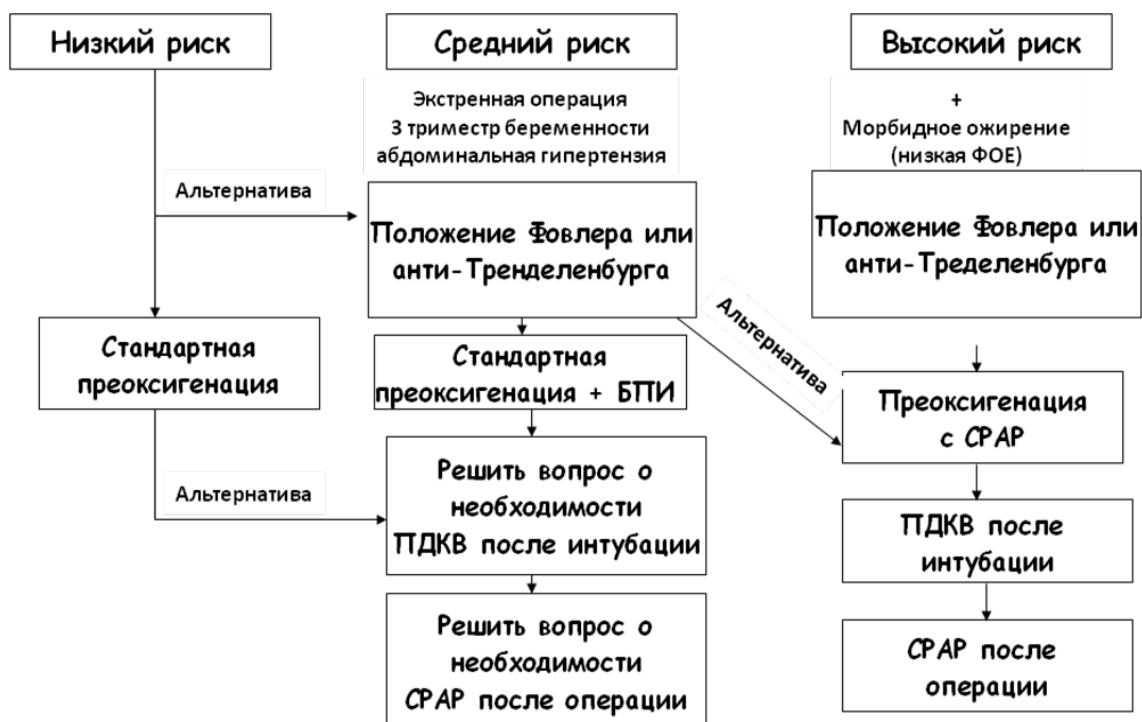 Низкий риск
Средний риск
Высокий риск
Экстренная операция
3 триместр беременности
абдоминальная гипертензия
+
Морбидное ожирение
(низкая ФОЕ)
Альтернатива
Положение Фовлера или
анти-Тренделенбурга
Положение Фовлера или
анти-Тределенбурга
Альтернатива
Стандартная
преоксигенация
Стандартная
преоксигенация + БПИ
Преоксигенация
с CPAP
Альтернатива
Решить вопрос о
необходимости
ПДКВ после интубации
ПДКВ после
интубации
Решить вопрос о
необходимости
CPAP после операции
CPAP после
операции